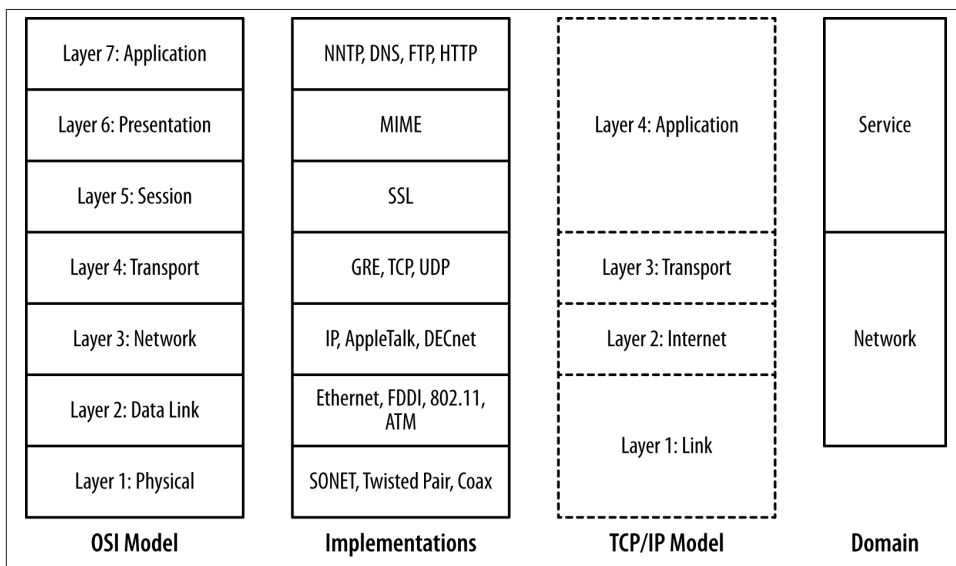 Layer 7: Application
NNTP, DNS, FTP, HTTP
Layer 6: Presentation
MIME
Layer 4: Application
Service
Layer 5: Session
SSL
Layer 4: Transport
GRE, TCP, UDP
Layer 3: Transport
Layer 3: Network
IP, AppleTalk, DECnet
Layer 2: Internet
Network
Layer 2: Data Link
Ethernet, FDDI, 802.11,
ATM
Layer 1: Link
Layer 1: Physical
SONET, Twisted Pair, Coax
OSI Model
Implementations
TCP/IP Model
Domain